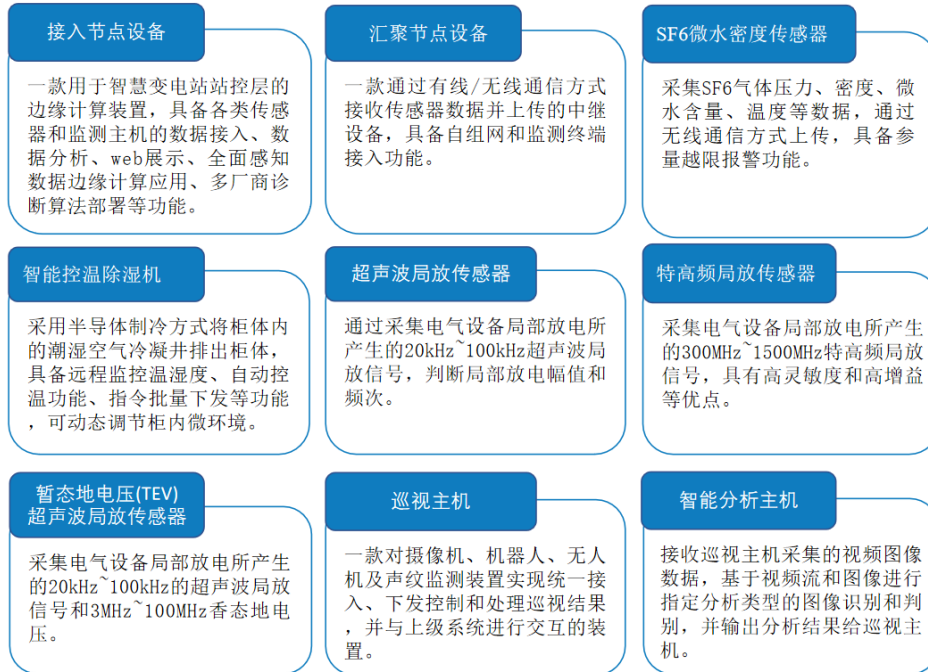 接入节点设备
一款用于智慧变电站站控层的
边缘计算装置，具备各类传感
器和监测主机的数据接入、数
据分析、web展示、全面感知
数据边缘计算应用、多厂商诊
断算法部署等功能。
汇聚节点设备
一款通过有线/无线通信方式
接收传感器数据并上传的中继
设备，具备自组网和监测终端
接入功能。
SF6微水密度传感器
采集SF6气体压力、密度、微
水含量、温度等数据，通过
无线通信方式上传，具备参
量越限报警功能。
智能控温除湿机
采用半导体制冷方式将柜体内
的潮湿空气冷凝井排出柜体，
具备远程监控温湿度、自动控
温功能、指令批量下发等功能
，可动态调节柜内微环境。
超声波局放传感器
通过采集电气设备局部放电所
产生的20kHz~100kHz超声波局
放信号，判断局部放电幅值和
频次。
特高频局放传感器
采集电气设备局部放电所产生
的300MHz~1500MHz特高频局放
信号，具有高灵敏度和高增益
等优点。
暂态地电压(TEV)
超声波局放传感器
采集电气设备局部放电所产生
的20kHz~100kHz的超声波局放
信号和3MHz~100MHz香态地电
压。
巡视主机
一款对摄像机、机器人、无人
机及声纹监测装置实现统一接
入、下发控制和处理巡视结果
，并与上级系统进行交互的装
置。
智能分析主机
接收巡视主机采集的视频图像
数据，基于视频流和图像进行
指定分析类型的图像识别和判
别，并输出分析结果给巡视主
机。